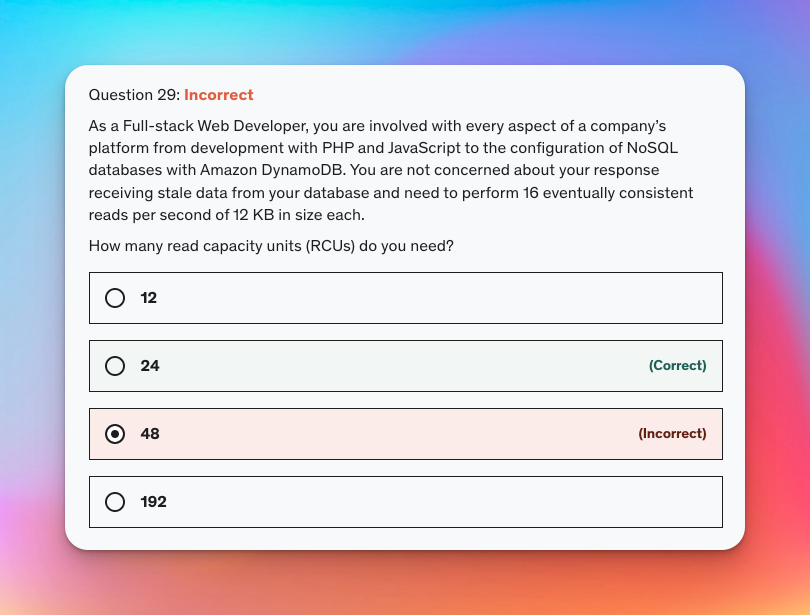 Question 29: Incorrect
As a Full-stack Web Developer, you are involved with every aspect of a company’s
platform from development with PHP and JavaScript to the configuration of NoSQL
databases with Amazon DynamoDB. You are not concerned about your response
receiving stale data from your database and need to perform 16 eventually consistent
reads per second of 12 KB in size each.
How many read capacity units (RCUs) do you need?
12
24 (Correct)
48 (Incorrect)
192